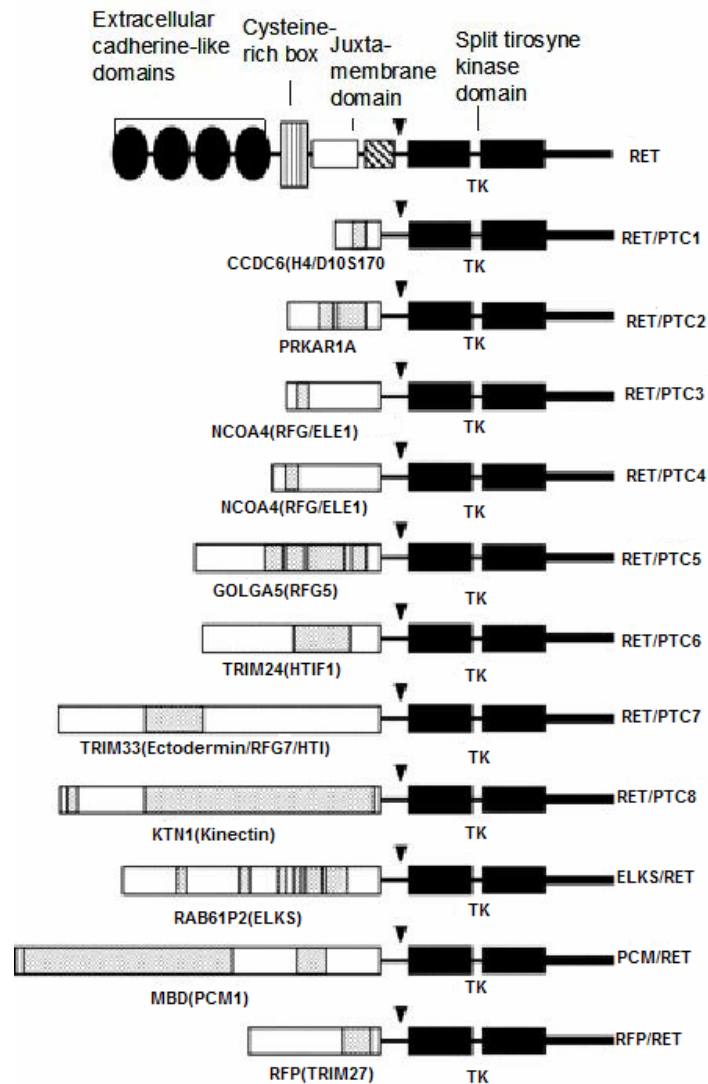 Extracellular
cadherine-like
domains
Cysteine-
rich box
Juxta-
membrane
domain
Split tirosyne
kinase
domain
RET
TK
RET/PTC1
CCDC6(H4/D10S170
TK
RET/PTC2
PRKAR1A
TK
RET/PTC3
NCOA4(RFG/ELE1)
TK
RET/PTC4
NCOA4(RFG/ELE1)
TK
RET/PTC5
GOLGA5(RFG5)
TK
RET/PTC6
TRIM24(HTIF1)
TK
RET/PTC7
TRIM33(Ectodermin/RFG7/HTI)
TK
RET/PTC8
KTN1(Kinectin)
TK
ELKS/RET
RAB61P2(ELKS)
TK
PCM/RET
MBD(PCM1)
TK
RFP/RET
RFP(TRIM27)
TK